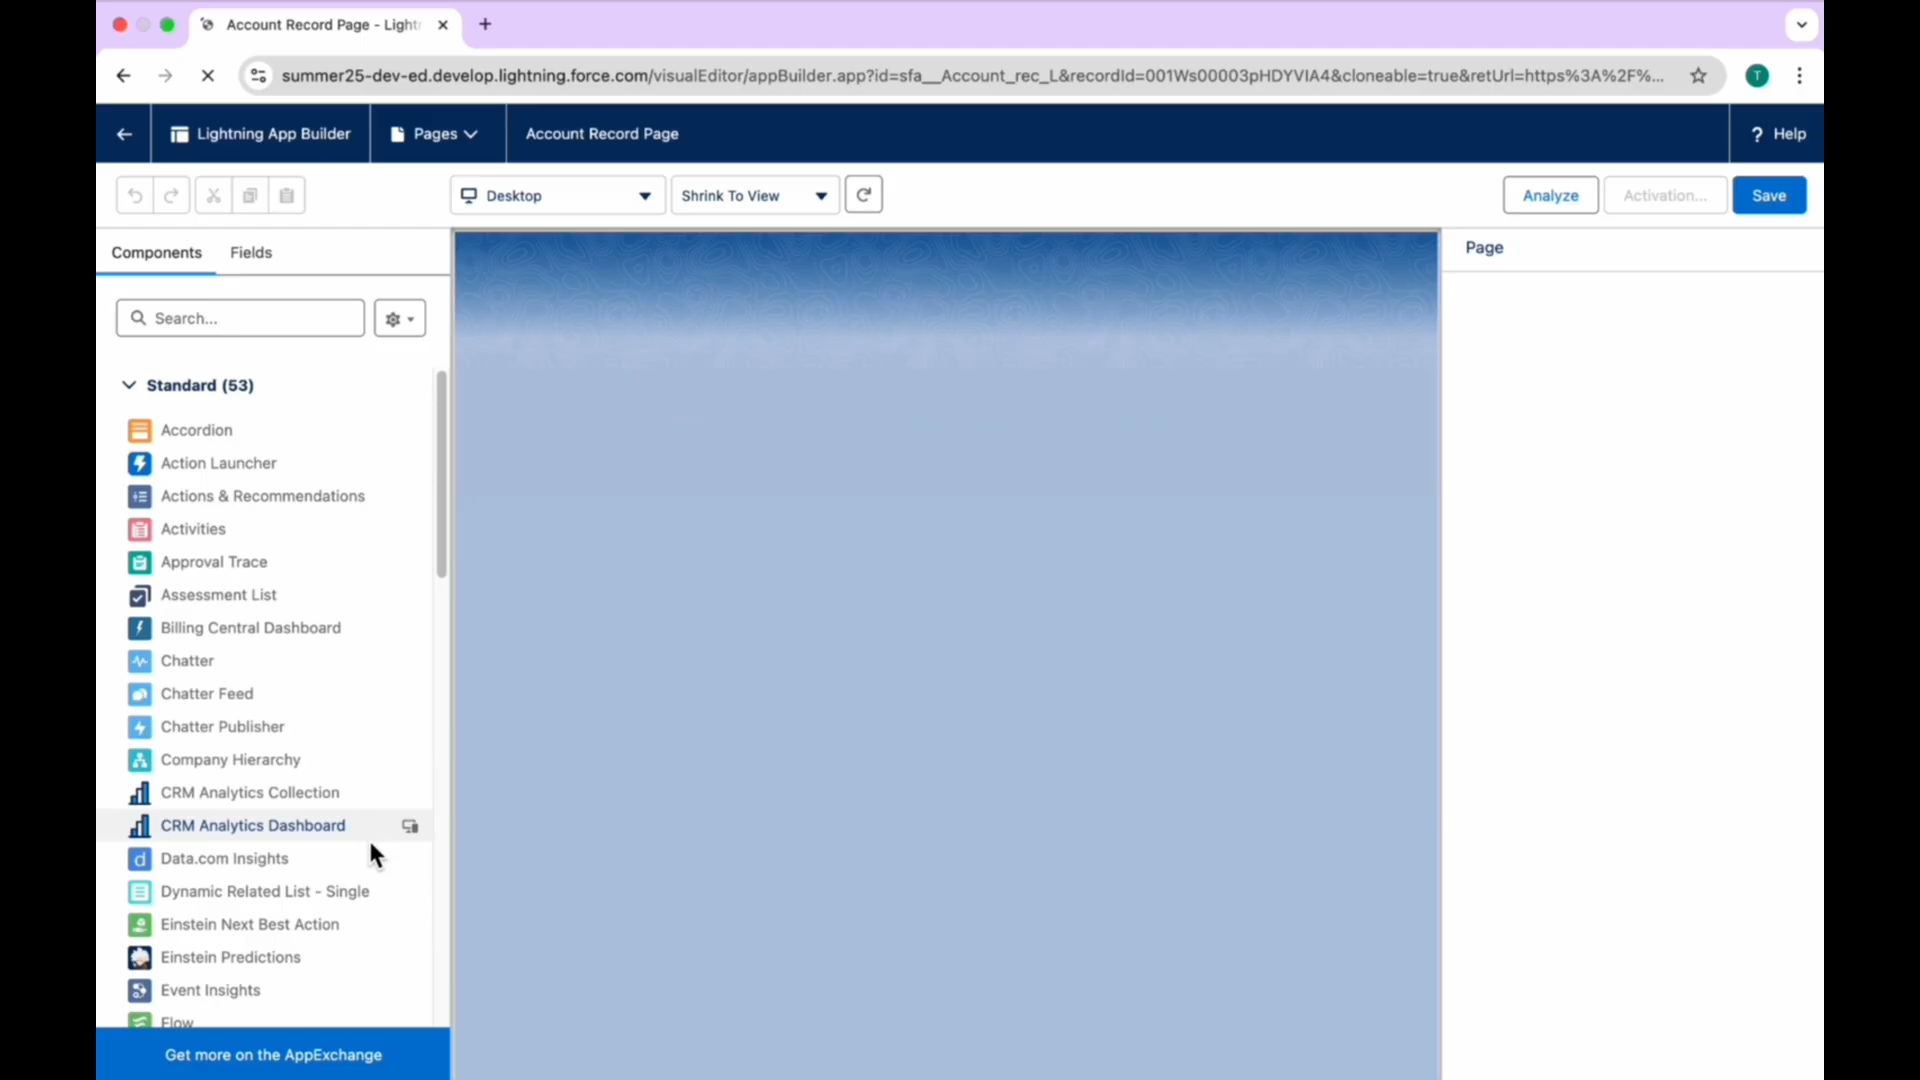 Account Record Page - Light
summer25-dev-ed.develop.lightning.force.com/visualEditor/appBuilder.app?id=sfa__Account_rec_L&recordId=001Ws00003pHDYVIA4&cloneable=true&retUrl=https%3A%2F%...
T
Lightning App Builder
Pages
Account Record Page
? Help
Desktop
Shrink To View
Analyze
Activation...
Save
Components
Fields
Page
Search...
Standard (53)
Accordion
Action Launcher
Actions & Recommendations
Activities
Approval Trace
Assessment List
Billing Central Dashboard
Chatter
Chatter Feed
Chatter Publisher
Company Hierarchy
CRM Analytics Collection
CRM Analytics Dashboard
d Data.com Insights
Dynamic Related List - Single
Einstein Next Best Action
Einstein Predictions
Event Insights
Flow
Get more on the AppExchange